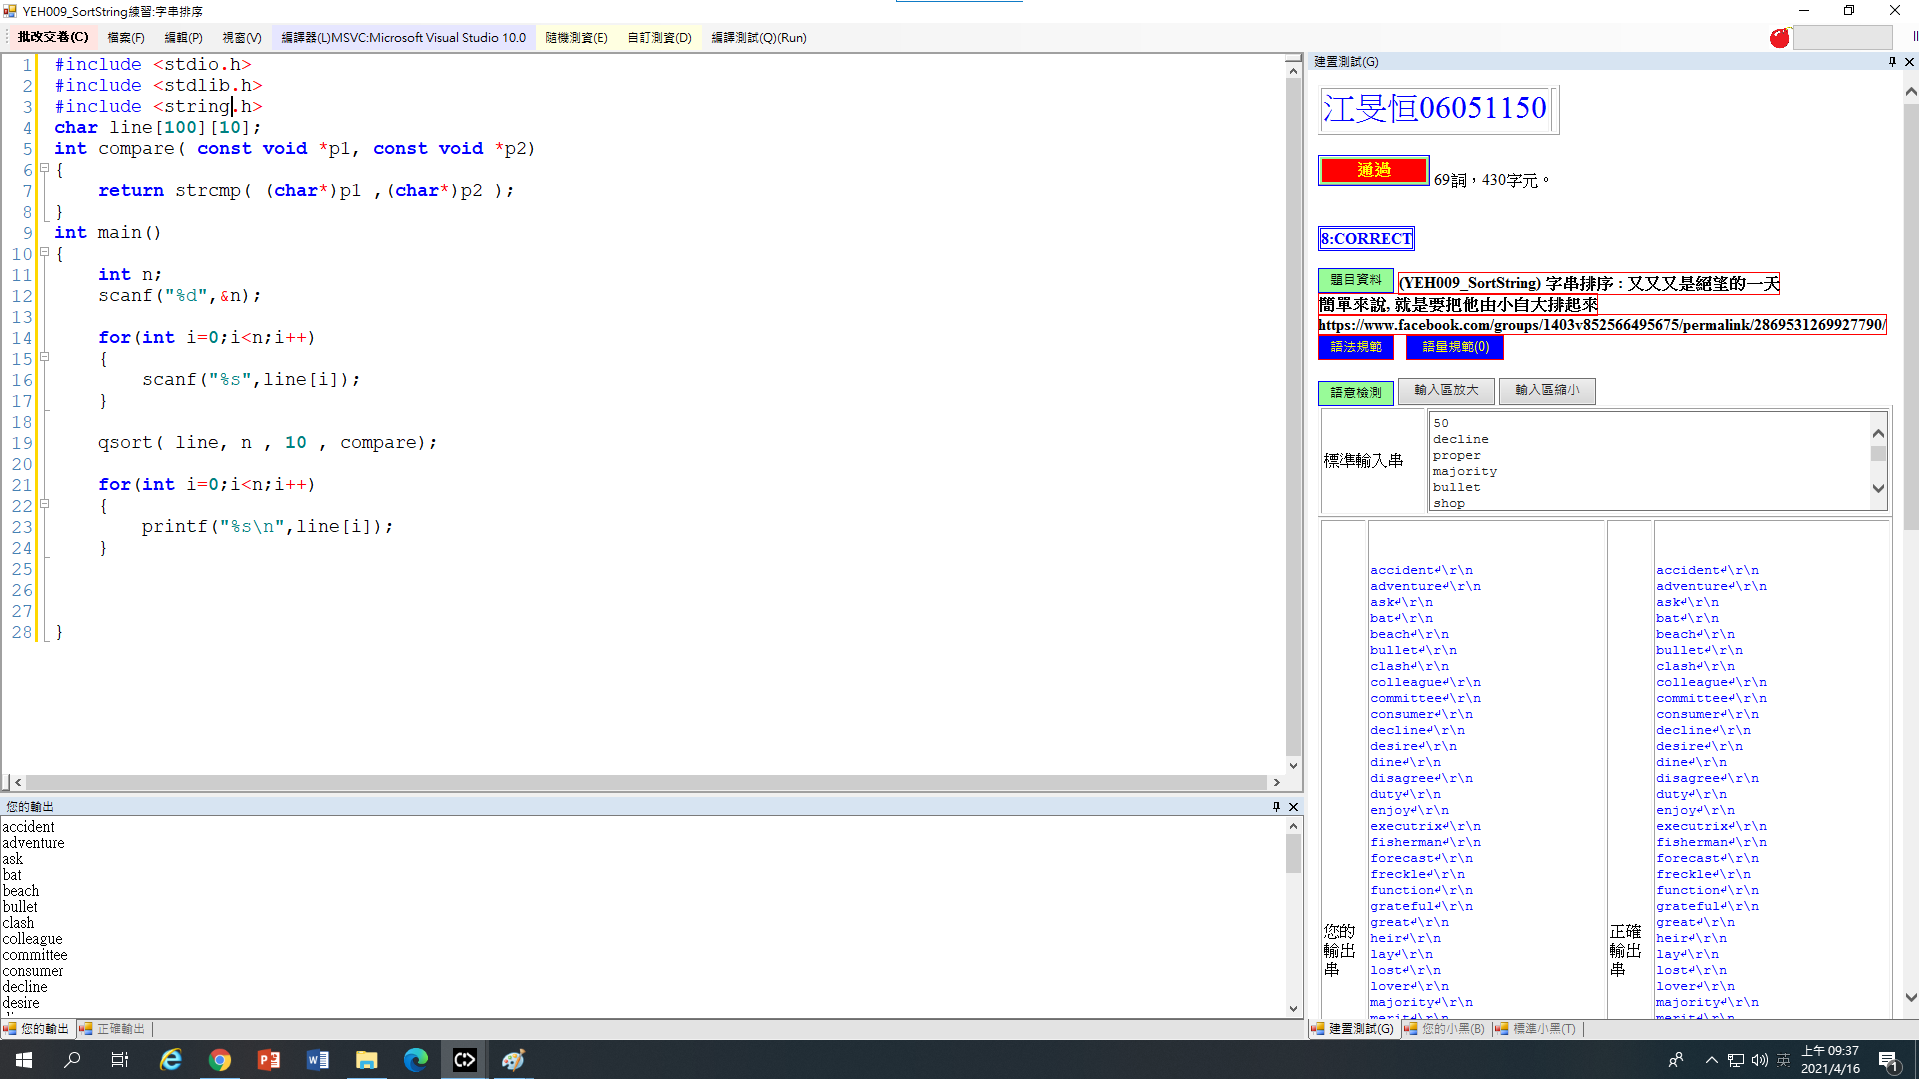 YEH009_SortString練習:字串排序
批改交卷(C) 檔案(F) 編輯(P) 視窗(V) 編譯器(L)MSVC:Microsoft Visual Studio 10.0 隨機測資(E) 自訂測資(D) 編譯測試(Q)(Run)
1 #include <stdio.h>
2 #include <stdlib.h>
3 #include <string.h>
4 char line[100][10];
5 int compare( const void *p1, const void *p2)
6 {
7 return strcmp( (char*)p1 ,(char*)p2 );
8 }
9 int main()
10 {
11 int n;
12 scanf("%d",&n);
13
14 for(int i=0;i<n;i++)
15 {
16 scanf("%s",line[i]);
17 }
18
19 qsort( line, n , 10 , compare);
20
21 for(int i=0;i<n;i++)
22 {
23 printf("%s\n",line[i]);
24 }
25
26
27
28 }
您的輸出
accident
adventure
ask
bat
beach
bullet
clash
colleague
committee
consumer
decline
desire
您的輸出 正確輸出
建置測試(G)
江旻恒06051150
通過 69詞，430字元。
8:CORRECT
題目資料 (YEH009_SortString) 字串排序 : 又又又是絕望的一天
簡單來說, 就是要把他由小自大排起來
https://www.facebook.com/groups/1403v852566495675/permalink/2869531269927790/
語法規範 語量規範(0)
語意檢測 輸入區放大 輸入區縮小
標準輸入串
50
decline
proper
majority
bullet
shop
您的輸出串
accident↲\r\n
adventure↲\r\n
ask↲\r\n
bat↲\r\n
beach↲\r\n
bullet↲\r\n
clash↲\r\n
colleague↲\r\n
committee↲\r\n
consumer↲\r\n
decline↲\r\n
desire↲\r\n
dine↲\r\n
disagree↲\r\n
duty↲\r\n
enjoy↲\r\n
executrix↲\r\n
fisherman↲\r\n
forecast↲\r\n
freckle↲\r\n
function↲\r\n
grateful↲\r\n
great↲\r\n
heir↲\r\n
lay↲\r\n
lost↲\r\n
lover↲\r\n
majority↲\r\n
merit↲\r\n
正確輸出串
accident↲\r\n
adventure↲\r\n
ask↲\r\n
bat↲\r\n
beach↲\r\n
bullet↲\r\n
clash↲\r\n
colleague↲\r\n
committee↲\r\n
consumer↲\r\n
decline↲\r\n
desire↲\r\n
dine↲\r\n
disagree↲\r\n
duty↲\r\n
enjoy↲\r\n
executrix↲\r\n
fisherman↲\r\n
forecast↲\r\n
freckle↲\r\n
function↲\r\n
grateful↲\r\n
great↲\r\n
heir↲\r\n
lay↲\r\n
lost↲\r\n
lover↲\r\n
majority↲\r\n
merit↲\r\n
建置測試(G) 您的小黑(B) 標準小黑(T)
英
上午 09:37
2021/4/16
1